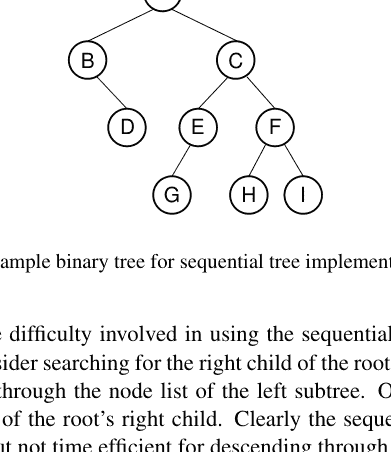 B C
D E F
G H I
ample binary tree for sequential tree implement
difficulty involved in using the sequential
sider searching for the right child of the root
through the node list of the left subtree. O
of the root's right child. Clearly the seque
ut not time efficient for descending through